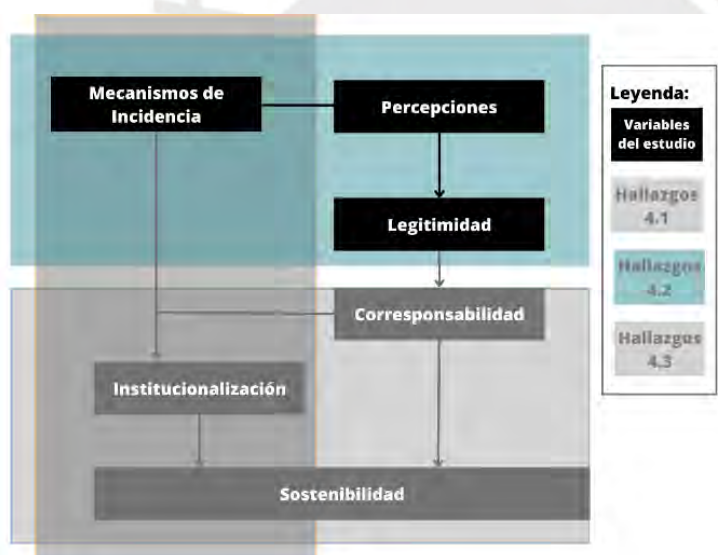 Mecanismos de
Incidencia
Percepciones
Legitimidad
Corresponsabilidad
Institucionalización
Sostenibilidad
Leyenda:
Variables
del estudio
Hallazgos
4.1
Hallazgos
4.2
Hallazgos
4.3